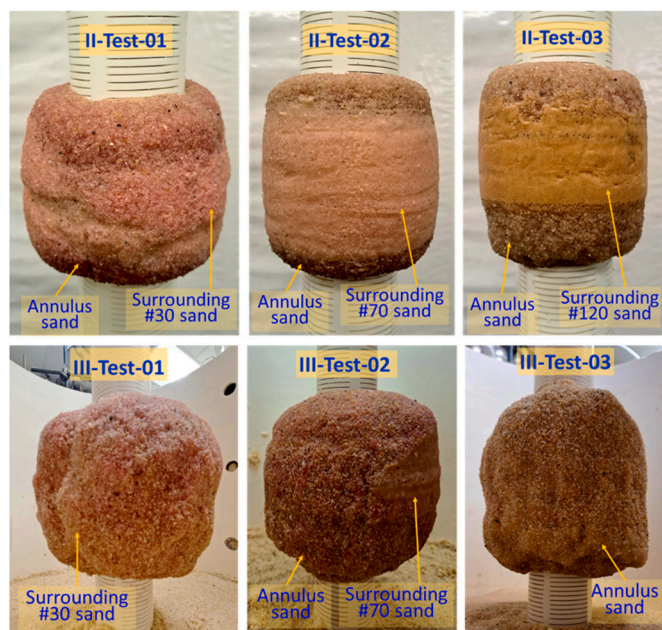 II-Test-01
II-Test-02
II-Test-03
Annulus
sand
Surrounding
#30 sand
Annulus
sand
Surrounding
#70 sand
Annulus
sand
Surrounding
#120 sand
III-Test-01
III-Test-02
III-Test-03
Surrounding
#30 sand
Annulus
sand
Surrounding
#70 sand
Annulus
sand